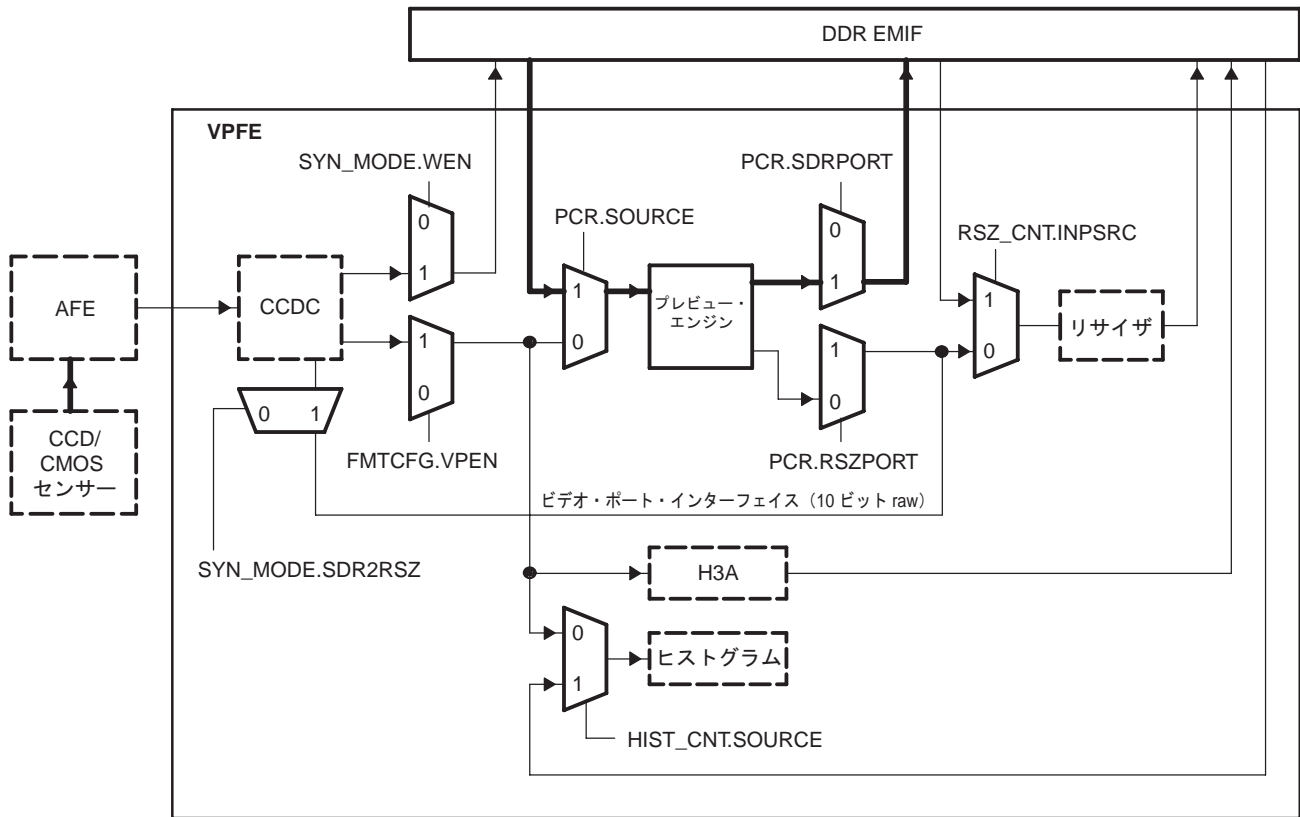 DDR EMIF
VPFE
SYN_MODE.WEN
PCR.SDRPORT
0
1
PCR.SOURCE
0
1
RSZ_CNT.INPSRC
AFE
CCDC
1
0
プレビュー・
エンジン
1
0
リサイザ
1
0
1
0
0 1
CCD/
CMOS
センサー
FMTCFG.VPEN
PCR.RSZPORT
ビデオ・ポート・インターフェイス（10 ビット raw）
SYN_MODE.SDR2RSZ
H3A
0
1
ヒストグラム
HIST_CNT.SOURCE